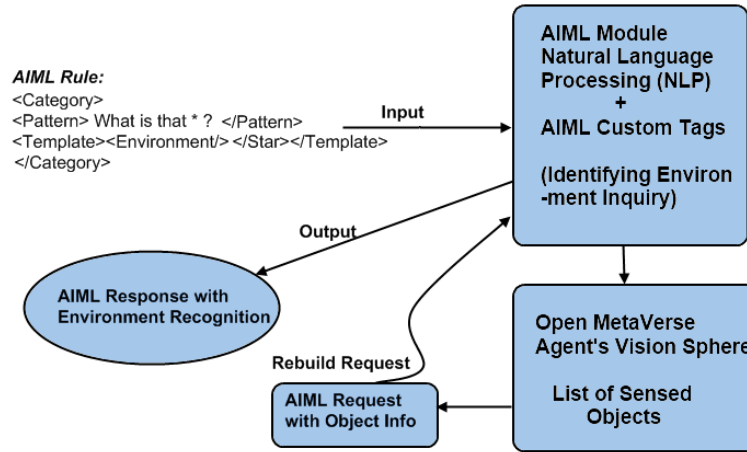 AIML Rule:
<Category>
<Pattern> What is that * ? </Pattern>
<Template><Environment/> </Star></Template>
</Category>
Input
AIML Module
Natural Language
Processing (NLP)
+
AIML Custom Tags
(Identifying Environ
-ment Inquiry)
Output
AIML Response with
Environment Recognition
Open MetaVerse
Agent's Vision Sphere
List of Sensed
Objects
Rebuild Request
AIML Request
with Object Info